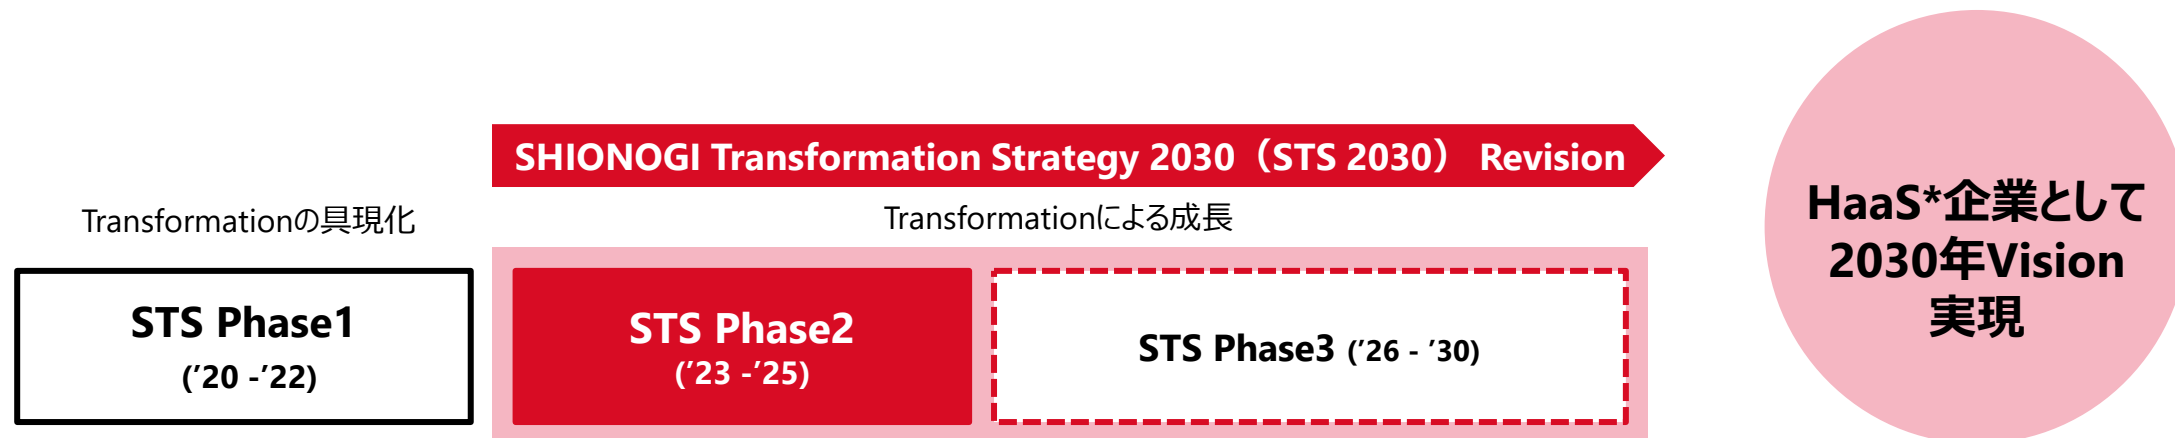 SHIONOGI Transformation Strategy 2030（STS 2030） Revision
Transformationの具現化
Transformationによる成長
STS Phase1
(’20 -’22)
STS Phase2
(’23 -’25)
STS Phase3 (’26 - ’30)
HaaS*企業として
2030年Vision
実現